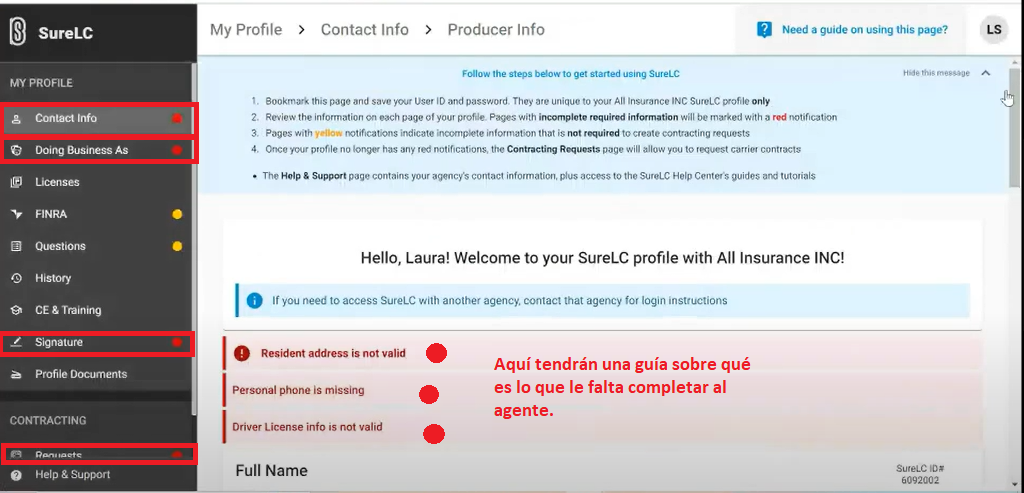 SureLC
My Profile > Contact Info > Producer Info
Need a guide on using this page?
LS
MY PROFILE
Contact Info
Doing Business As
Licenses
FINRA
Questions
History
CE & Training
Signature
Profile Documents
CONTRACTING
Requests
Help & Support
Follow the steps below to get started using SureLC
Hide this message
1. Bookmark this page and save your User ID and password. They are unique to your All Insurance INC SureLC profile only
2. Review the information on each page of your profile. Pages with incomplete required information will be marked with a red notification
3. Pages with yellow notifications indicate incomplete information that is not required to create contracting requests
4. Once your profile no longer has any red notifications, the Contracting Requests page will allow you to request carrier contracts
• The Help & Support page contains your agency's contact information, plus access to the SureLC Help Center's guides and tutorials
Hello, Laura! Welcome to your SureLC profile with All Insurance INC!
If you need to access SureLC with another agency, contact that agency for login instructions
Resident address is not valid
Personal phone is missing
Driver License info is not valid
Aquí tendrán una guía sobre qué
es lo que le falta completar al
agente.
Full Name
SureLC ID#
6092002